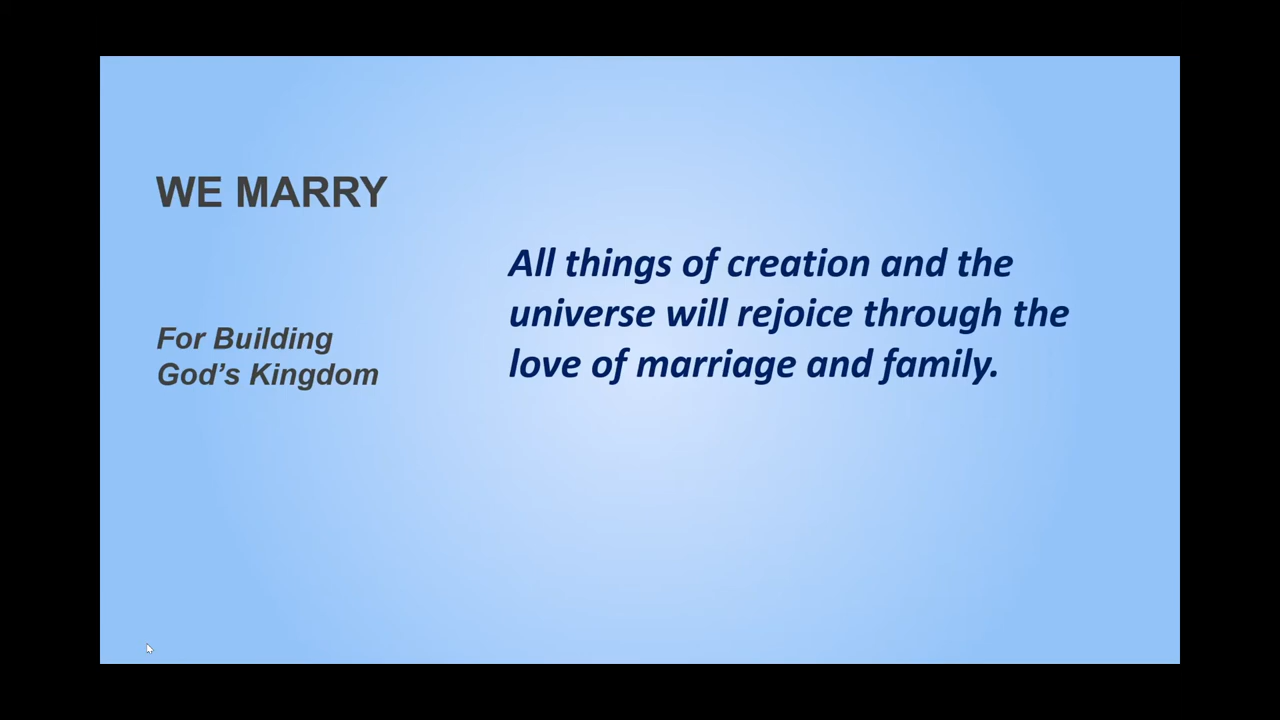 WE MARRY
For Building
God’s Kingdom
All things of creation and the
universe will rejoice through the
love of marriage and family.